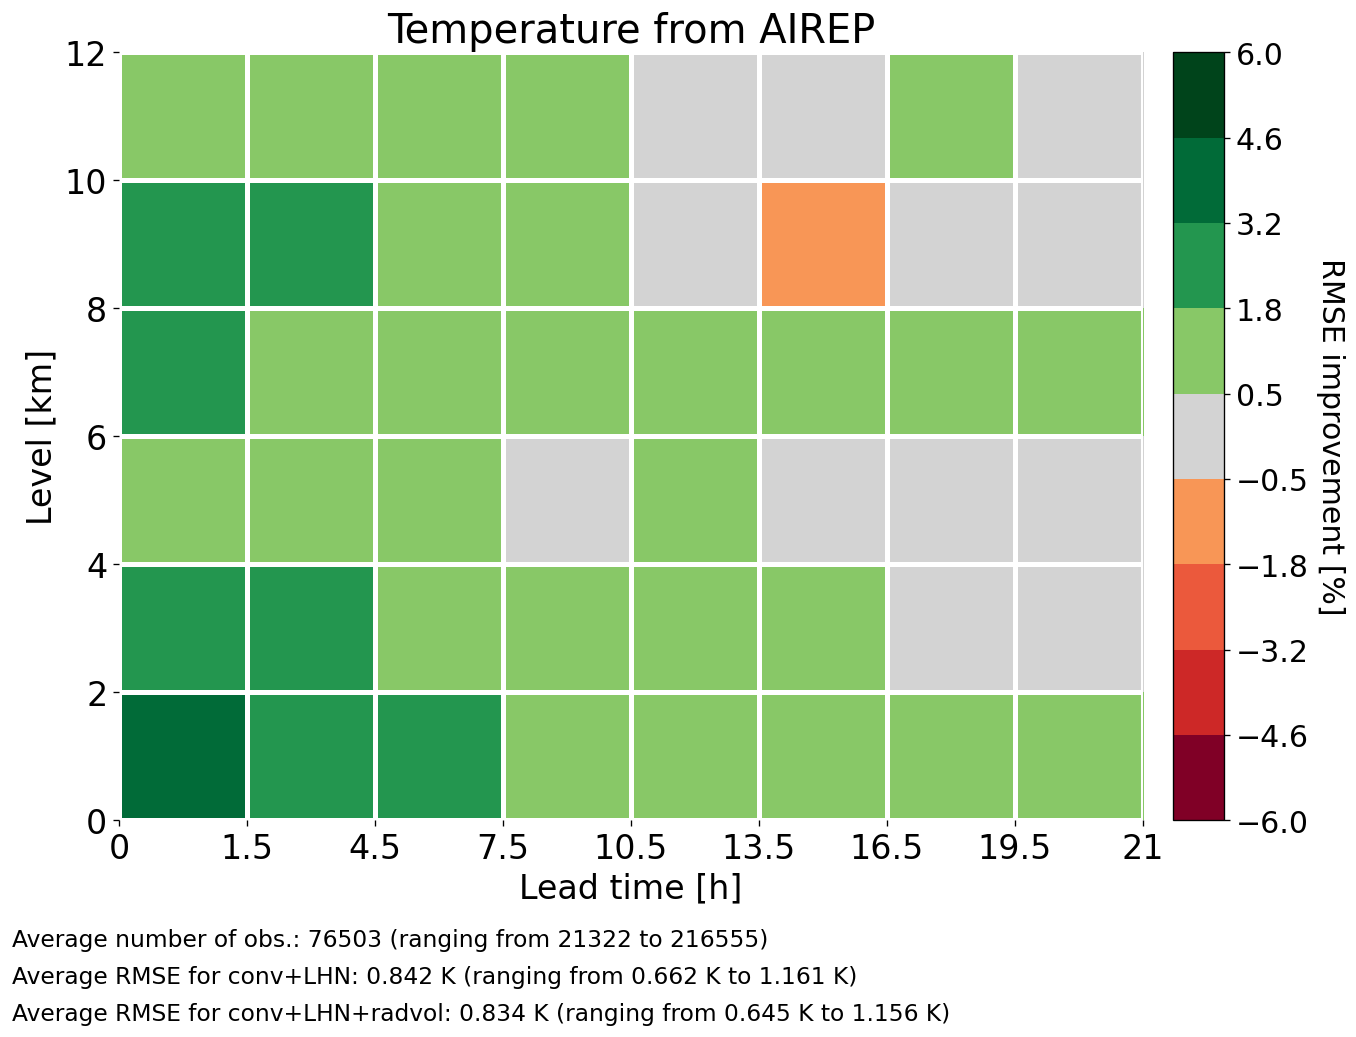 Temperature from AIREP
12
10
8
6
4
2
0
Level [km]
0 1.5 4.5 7.5 10.5 13.5 16.5 19.5 21
Lead time [h]
6.0
4.6
3.2
1.8
0.5
−0.5
−1.8
−3.2
−4.6
−6.0
RMSE improvement [%]
Average number of obs.: 76503 (ranging from 21322 to 216555)
Average RMSE for conv+LHN: 0.842 K (ranging from 0.662 K to 1.161 K)
Average RMSE for conv+LHN+radvol: 0.834 K (ranging from 0.645 K to 1.156 K)